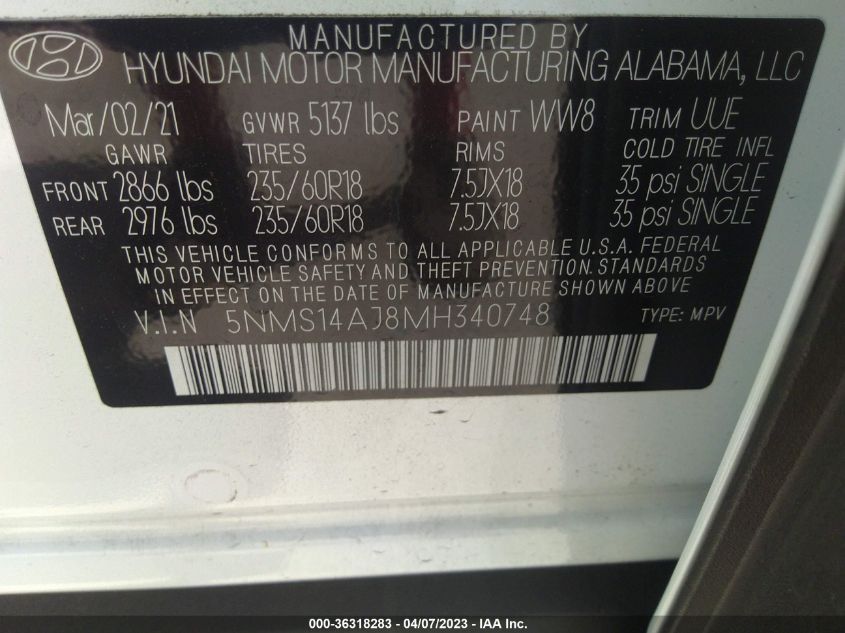 MANUFACTURED BY
HYUNDAI MOTOR MANUFACTURING ALABAMA, LLC
Mar/02/21 GVWR 5137 lbs PAINT WW8 TRIM UUE
GAWR TIRES RIMS COLD TIRE INFL
FRONT 2866 lbs 235/60R18 7.5JX18 35 psi SINGLE
REAR 2976 lbs 235/60R18 7.5JX18 35 psi SINGLE
THIS VEHICLE CONFORMS TO ALL APPLICABLE U.S.A. FEDERAL
MOTOR VEHICLE SAFETY AND THEFT PREVENTION STANDARDS
IN EFFECT ON THE DATE OF MANUFACTURE SHOWN ABOVE
V.I.N 5NMS14AJ8MH340748 TYPE: MPV
000-36318283 - 04/07/2023 - IAA Inc.